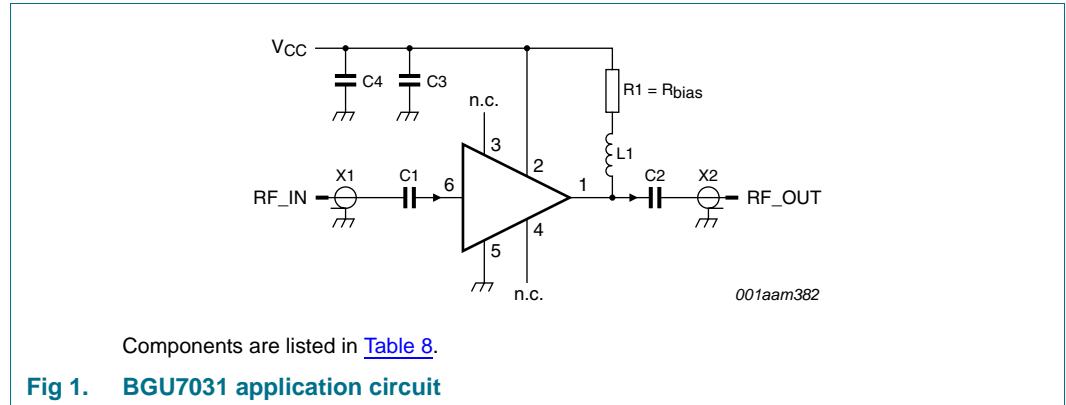 VCC
C4
C3
R1 = Rbias
n.c.
3
2
L1
X1
C1
6
1
C2
X2
RF_IN
RF_OUT
4
5
n.c.
001aam382
Components are listed in Table 8.
Fig 1. BGU7031 application circuit